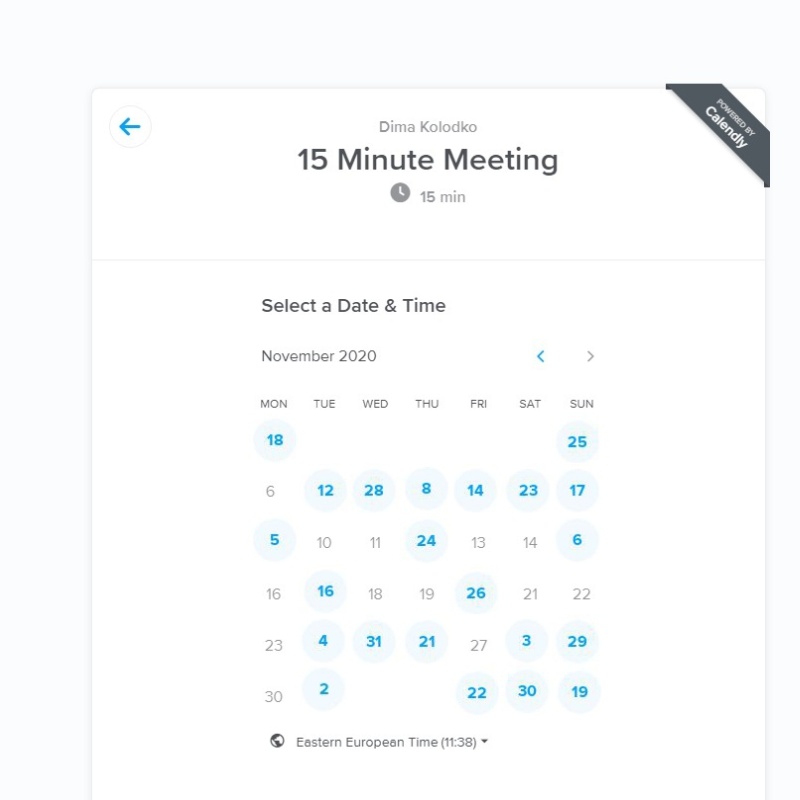 Dima Kolodko
POWERED BY
Calendly
15 Minute Meeting
15 min
Select a Date & Time
November 2020
MON TUE WED THU FRI SAT SUN
18 25
6 12 28 8 14 23 17
5 10 11 24 13 14 6
16 16 18 19 26 21 22
23 4 31 21 27 3 29
30 2 22 30 19
Eastern European Time (11:38)